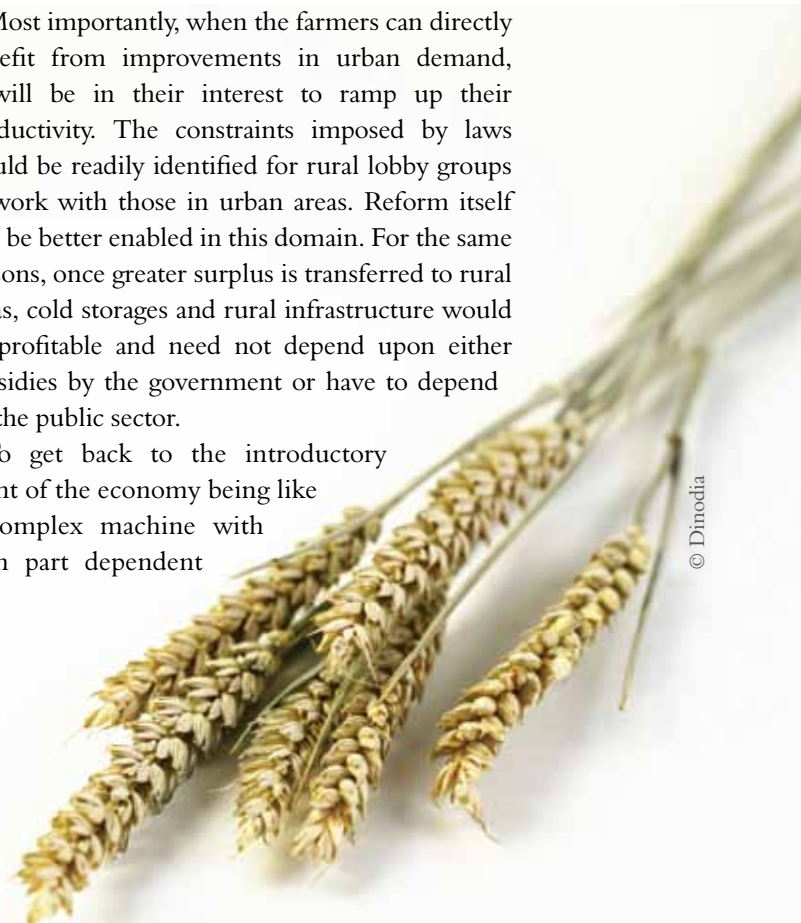 Most importantly, when the farmers can directly
efit from improvements in urban demand,
will be in their interest to ramp up their
ductivity. The constraints imposed by laws
uld be readily identified for rural lobby groups
work with those in urban areas. Reform itself
be better enabled in this domain. For the same
sons, once greater surplus is transferred to rural
as, cold storages and rural infrastructure would
profitable and need not depend upon either
sidies by the government or have to depend
the public sector.
o get back to the introductory
nt of the economy being like
omplex machine with
h part dependent
© Dinodia